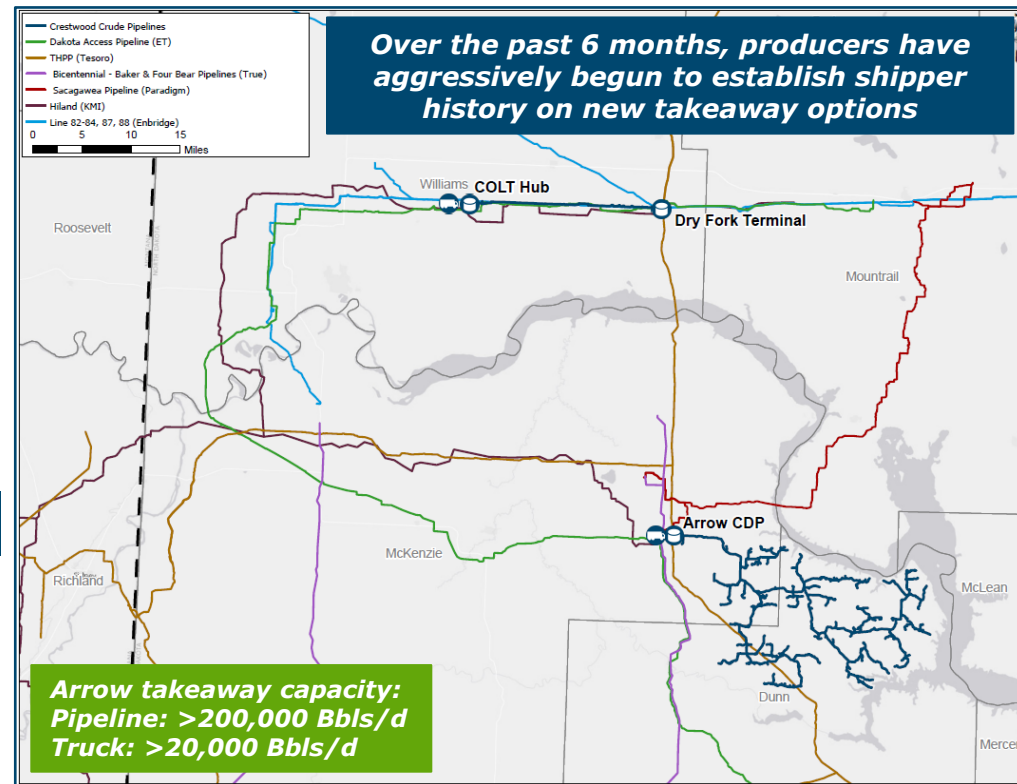 Crestwood Crude Pipelines
Dakota Access Pipeline (ET)
THPP (Tesoro)
Bicentennial - Baker & Four Bear Pipelines (True)
Sacagawea Pipeline (Paradigm)
Hiland (KMI)
Line 82-84, 87, 88 (Enbridge)
0 5 10 15
Miles
Over the past 6 months, producers have
aggressively begun to establish shipper
history on new takeaway options
Williams
COLT Hub
Dry Fork Terminal
Roosevelt
Mountrail
Arrow CDP
McKenzie
Richland
McLean
Dunn
Mercer
Arrow takeaway capacity:
Pipeline: >200,000 Bbls/d
Truck: >20,000 Bbls/d